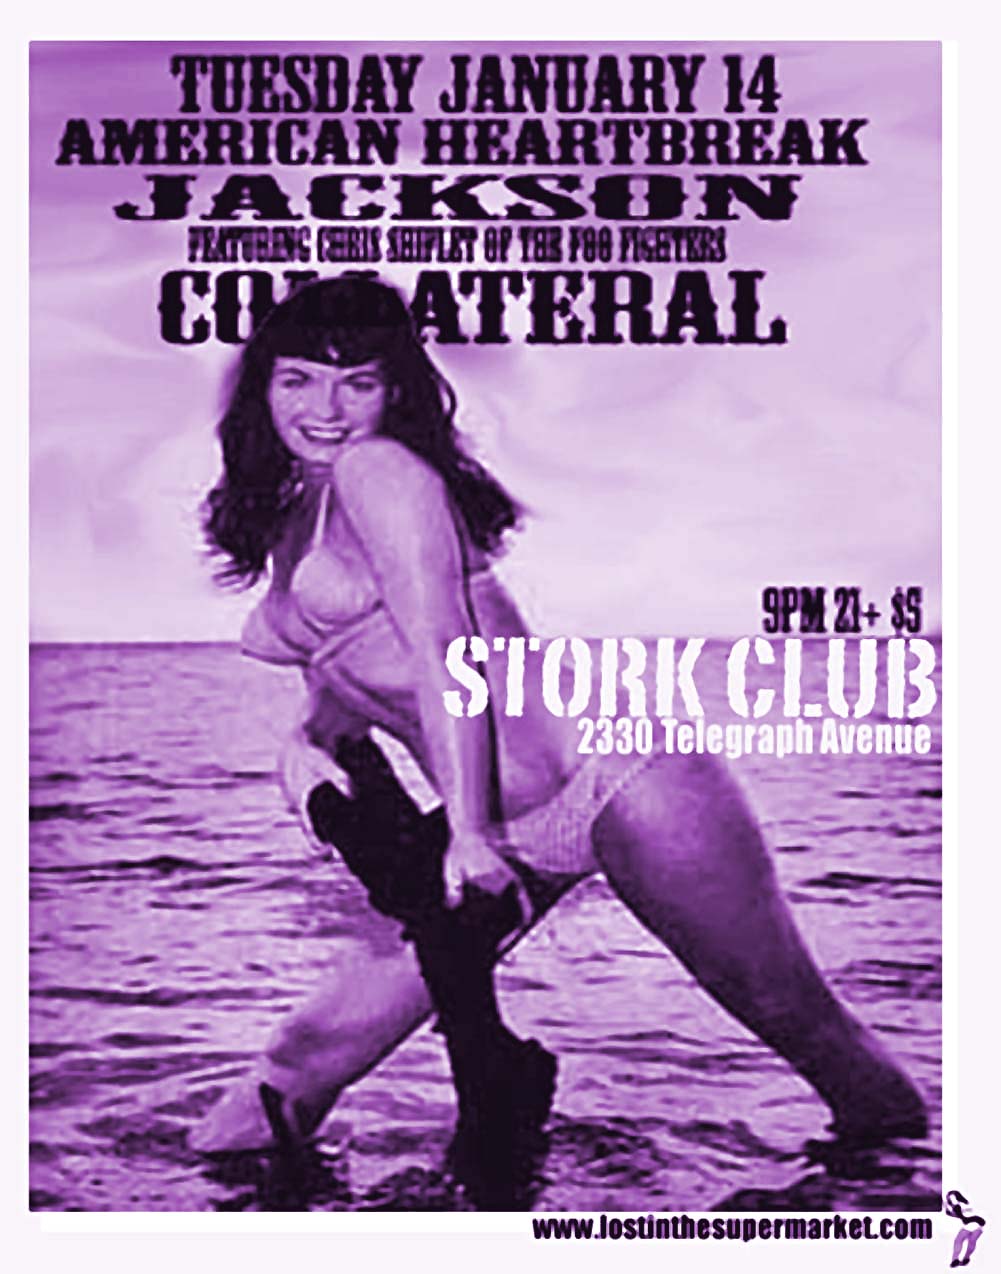 TUESDAY JANUARY 14
AMERICAN HEARTBREAK
JACKSON
FEATURING CHRIS SHIFLET OF THE FOO FIGHTERS
COLLATERAL
9PM 21+ $5
STORK CLUB
2330 Telegraph Avenue
www.lostinthesupermarket.com